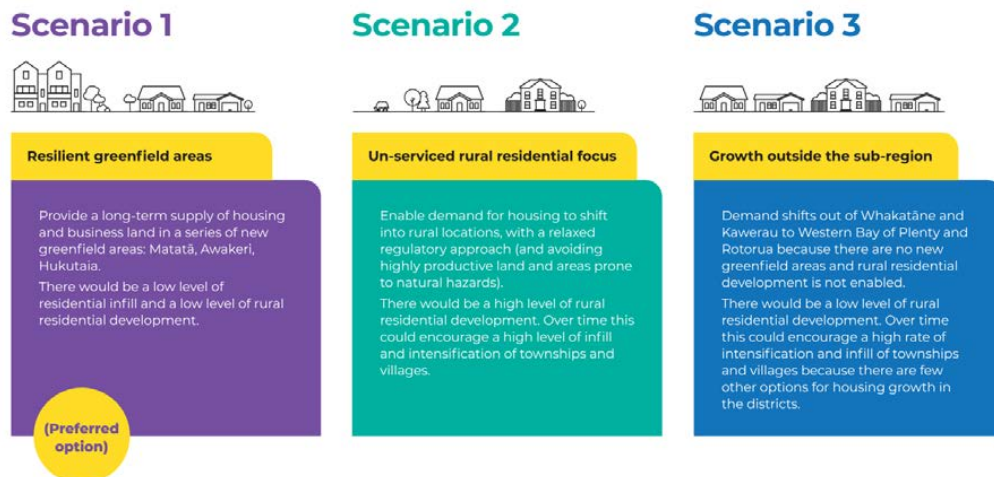 Scenario 1
Resilient greenfield areas
Provide a long-term supply of housing
and business land in a series of new
greenfield areas: Matatā, Awakeri,
Hukutaia.
There would be a low level of
residential infill and a low level of rural
residential development.
(Preferred
option)
Scenario 2
Un-serviced rural residential focus
Enable demand for housing to shift
into rural locations, with a relaxed
regulatory approach (and avoiding
highly productive land and areas prone
to natural hazards).
There would be a high level of rural
residential development. Over time this
could encourage a high level of infill
and intensification of townships and
villages.
Scenario 3
Growth outside the sub-region
Demand shifts out of Whakatāne and
Kawerau to Western Bay of Plenty and
Rotorua because there are no new
greenfield areas and rural residential
development is not enabled.
There would be a low level of rural
residential development. Over time
this could encourage a high rate of
intensification and infill of townships
and villages because there are few
other options for housing growth in
the districts.